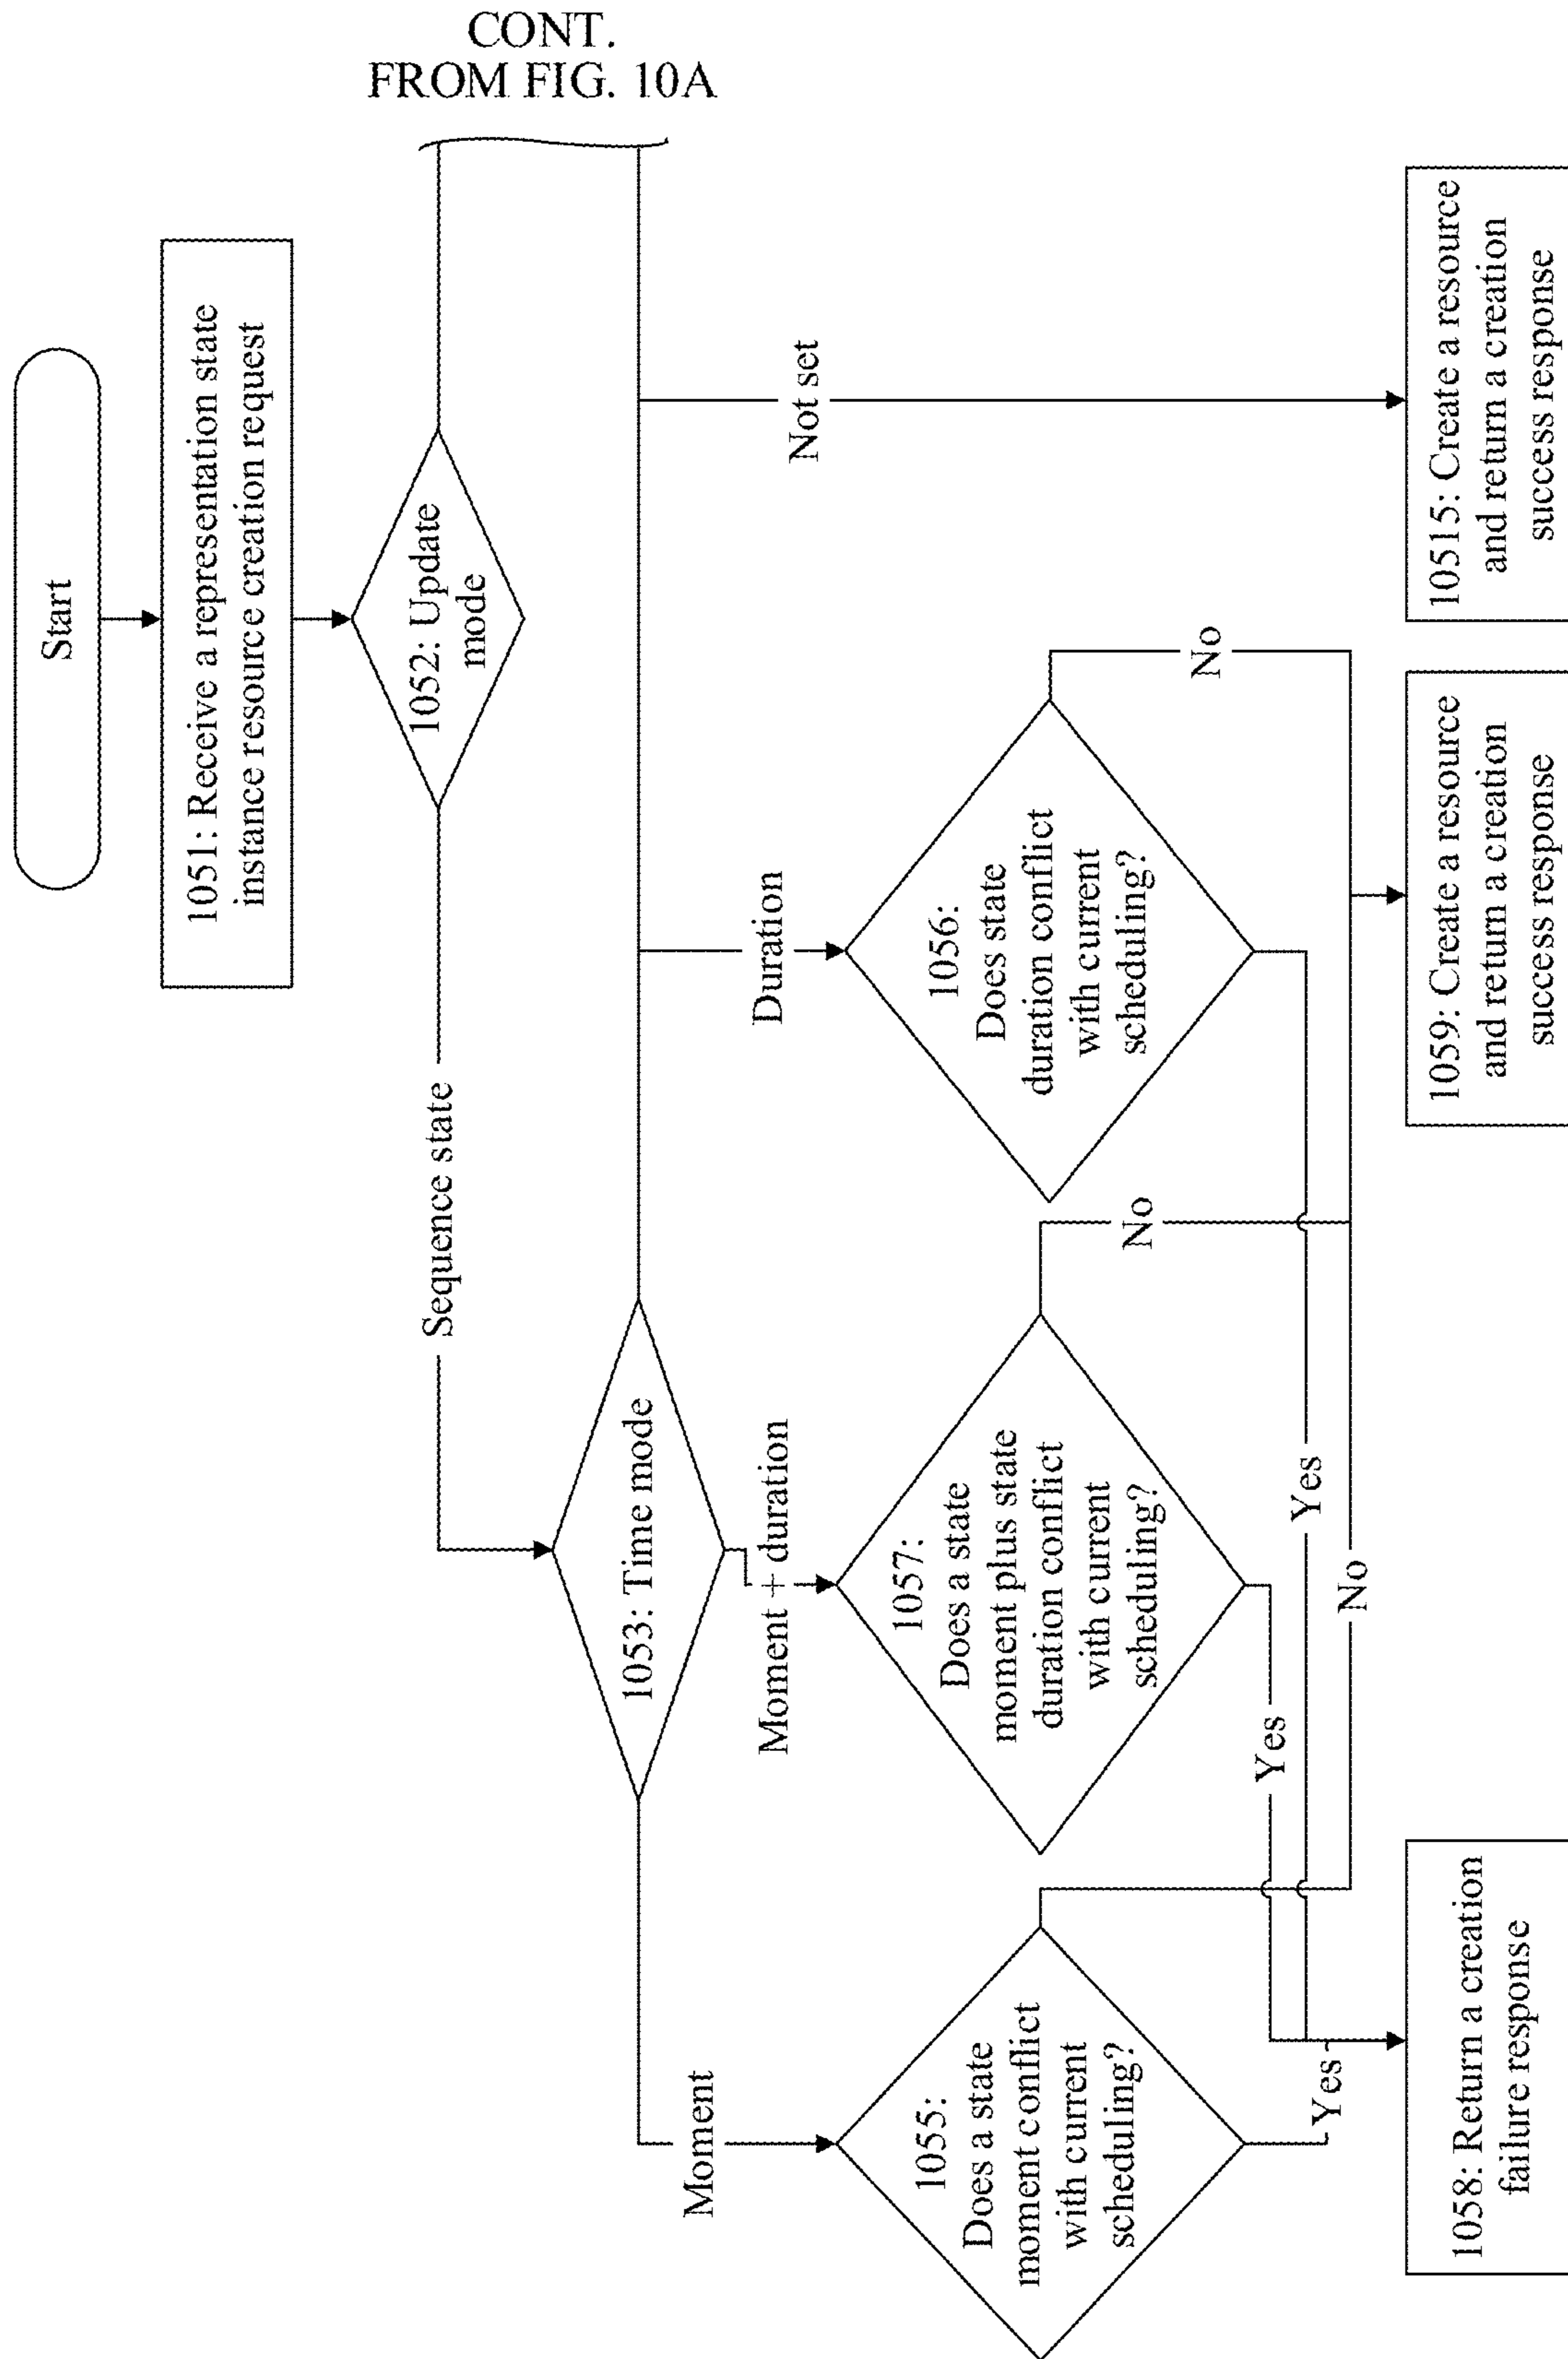 CONT.
FROM FIG. 10A
Start
1051: Receive a representation state
instance resource creation request
1052: Update
mode
Sequence state
1053: Time mode
Moment
Moment + duration
Duration
Not set
1055:
Does a state
moment conflict
with current
scheduling?
1057:
Does a state
moment plus state
duration conflict
with current
scheduling?
1056:
Does state
duration conflict
with current
scheduling?
No
No
Yes
Yes
Yes
No
1058: Return a creation
failure response
1059: Create a resource
and return a creation
success response
10515: Create a resource
and return a creation
success response